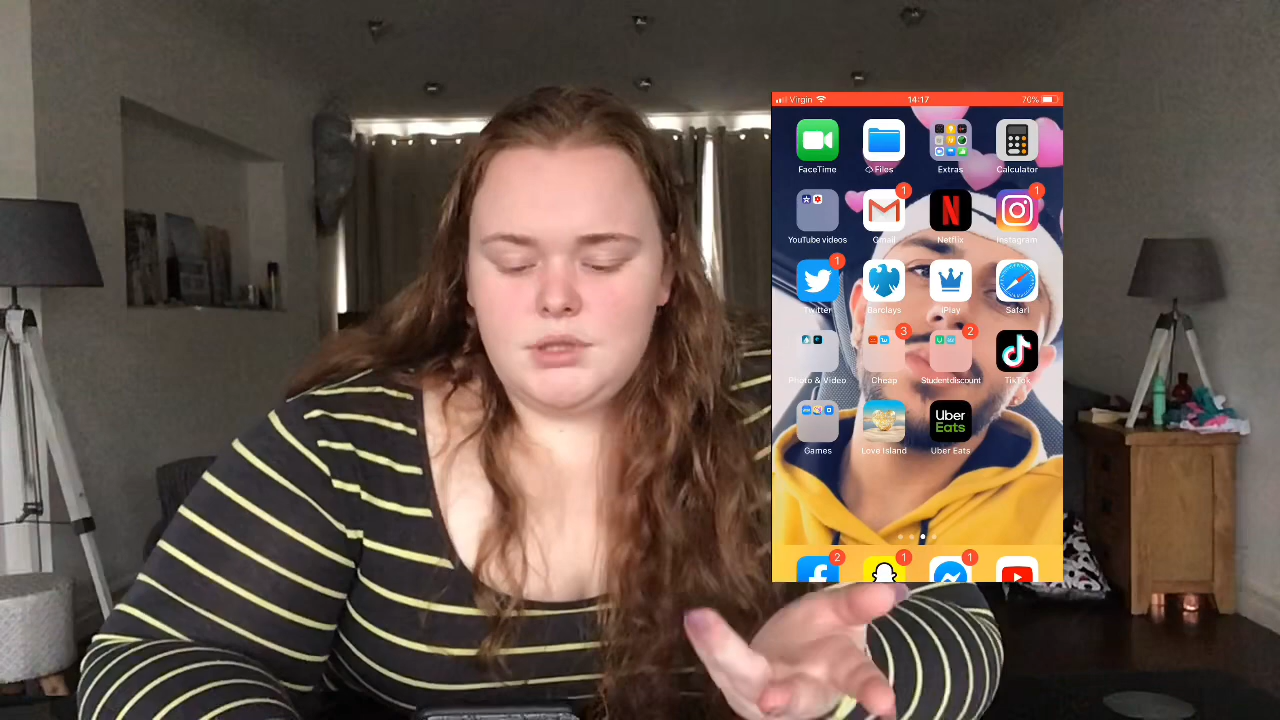 Virgin 14:17 70%
FaceTime Files Extras Calculator
1 1
YouTube videos Gmail Netflix Instagram
1
Twitter Barclays iPlay Safari
3 2
Photo & Video Cheap Studentdiscount TikTok
Uber
Eats
Games Love Island Uber Eats
2 1 1